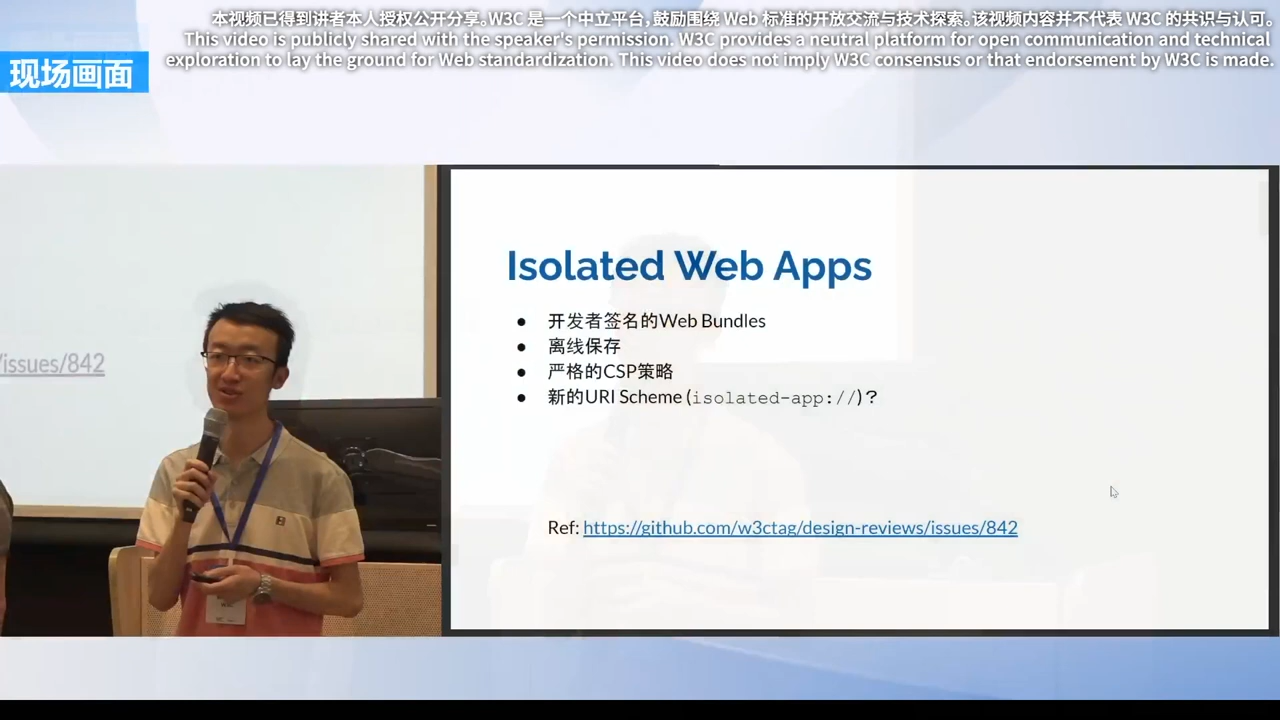 本视频已得到讲者本人授权公开分享。W3C 是一个中立平台，鼓励围绕 Web 标准的开放交流与技术探索。该视频内容并不代表 W3C 的共识与认可。
This video is publicly shared with the speaker's permission. W3C provides a neutral platform for open communication and technical
exploration to lay the ground for Web standardization. This video does not imply W3C consensus or that endorsement by W3C is made.
现场画面
/issues/842
Isolated Web Apps
● 开发者签名的Web Bundles
● 离线保存
● 严格的CSP策略
● 新的URI Scheme (isolated-app://)？
Ref: https://github.com/w3ctag/design-reviews/issues/842